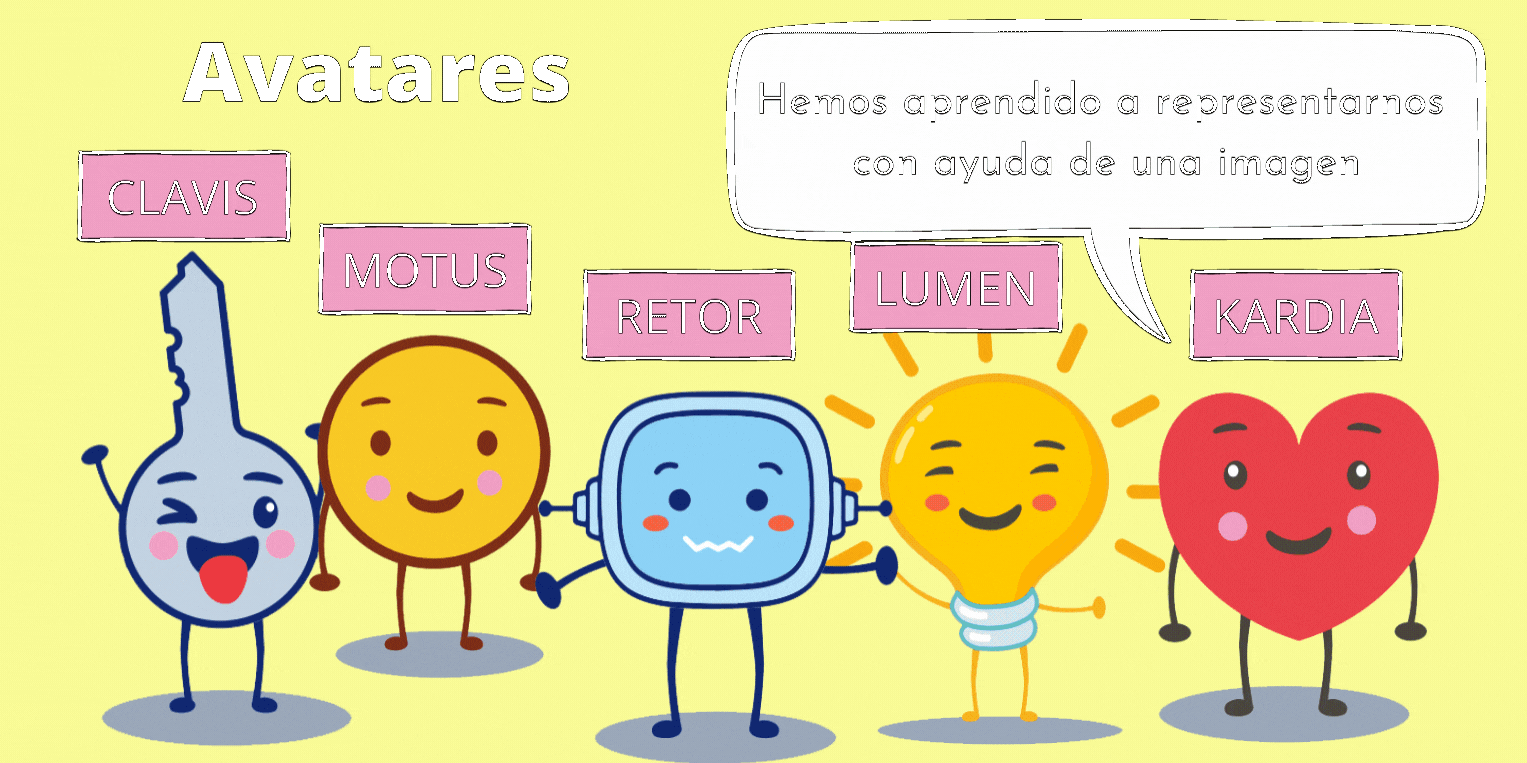 Avatares
Hemos aprendido a representarnos
con ayuda de una imagen
CLAVIS
MOTUS
RETOR
LUMEN
KARDIA